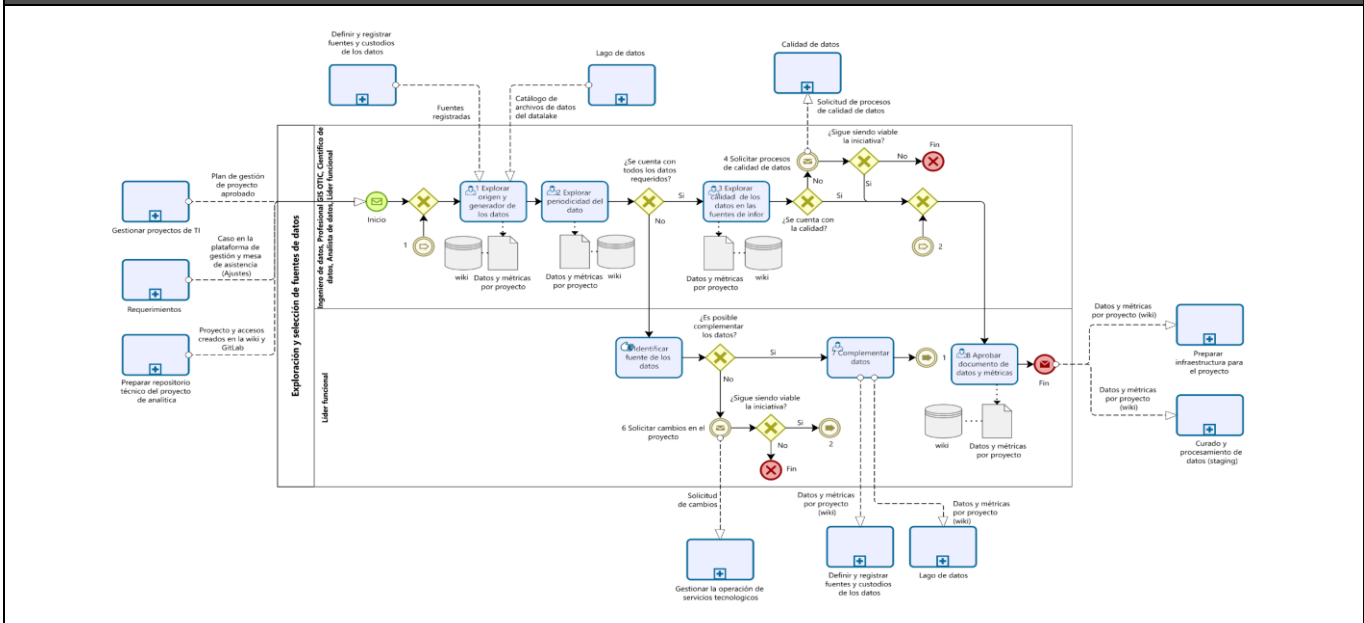 Definir y registrar
fuentes y custodios
de los datos
Lago de datos
Calidad de datos
Fuentes
registradas
Catálogo de
archivos de datos
del datalake
Solicitud de procesos
de calidad de datos
Exploración y selección de fuentes de datos
Ingeniero de datos, Profesional GIS OTIC, Científico de
datos, Analista de datos, Líder funcional
Plan de gestión
de proyecto
aprobado
Gestionar proyectos de TI
Caso en la
plataforma de
gestión y mesa
de asistencia
(Ajustes)
Requerimientos
Proyecto y accesos
creados en la wiki y
GitLab
Preparar repositorio
técnico del proyecto
de analítica
Inicio
1
1 Explorar
origen y
generador de
los datos
wiki
Datos y métricas
por proyecto
2 Explorar
periodicidad del
dato
Datos y métricas
por proyecto
wiki
¿Se cuenta con
todos los datos
requeridos?
Si
No
3 Explorar
calidad de los
datos en las
fuentes de infor
Datos y métricas
por proyecto
wiki
4 Solicitar procesos
de calidad de datos
No
Si
¿Se cuenta con
la calidad?
¿Sigue siendo viable
la iniciativa?
No
Fin
Si
2
Líder funcional
Identificar
fuente de los
datos
¿Es posible
complementar
los datos?
Si
No
7 Complementar
datos
1
8 Aprobar
documento de
datos y métricas
Fin
wiki
Datos y métricas
por proyecto
6 Solicitar cambios en el
proyecto
¿Sigue siendo viable
la iniciativa?
Si
2
No
Fin
Solicitud
de cambios
Gestionar la operación de
servicios tecnologicos
Datos y métricas
por proyecto
(wiki)
Definir y registrar
fuentes y custodios
de los datos
Datos y métricas
por proyecto
(wiki)
Lago de datos
Datos y métricas
por proyecto (wiki)
Preparar
infraestructura para
el proyecto
Datos y métricas
por proyecto
(wiki)
Curado y
procesamiento de
datos (staging)